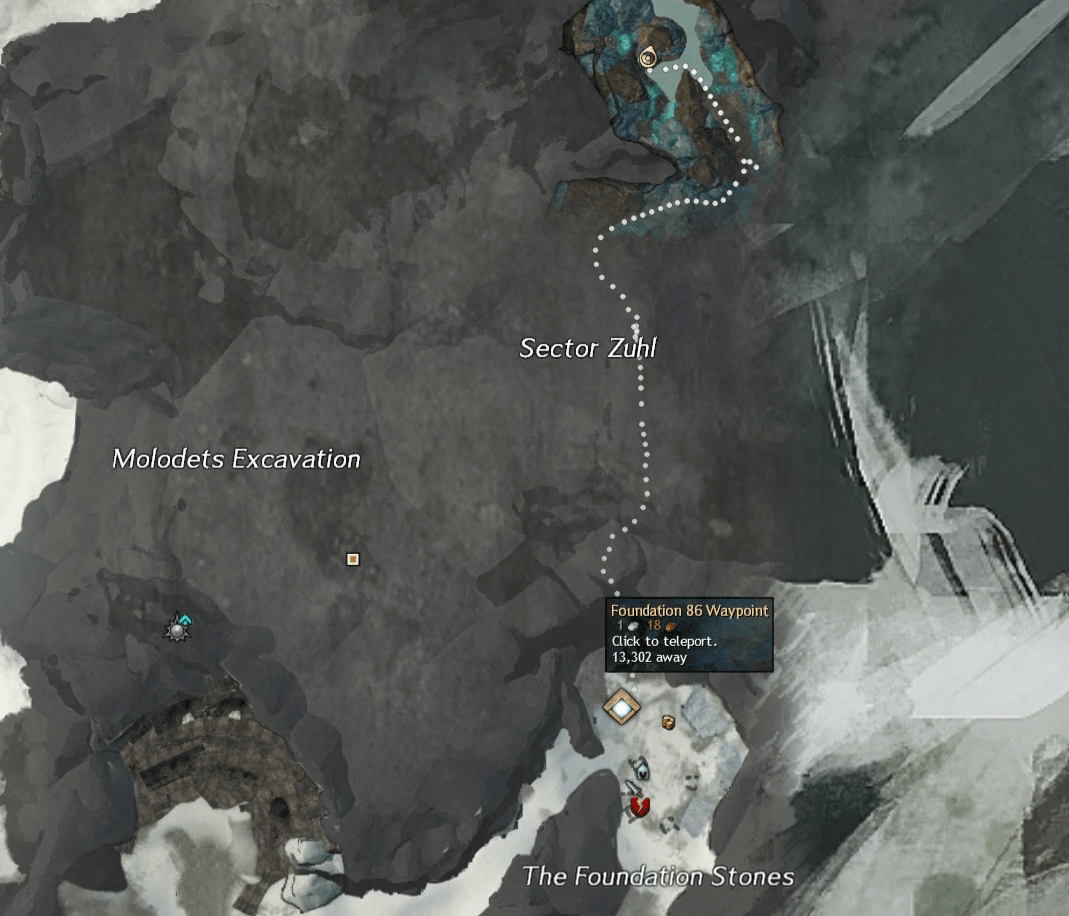 Sector Zuhl
Molodets Excavation
Foundation 86 Waypoint
1 18
Click to teleport.
13,302 away
The Foundation Stones